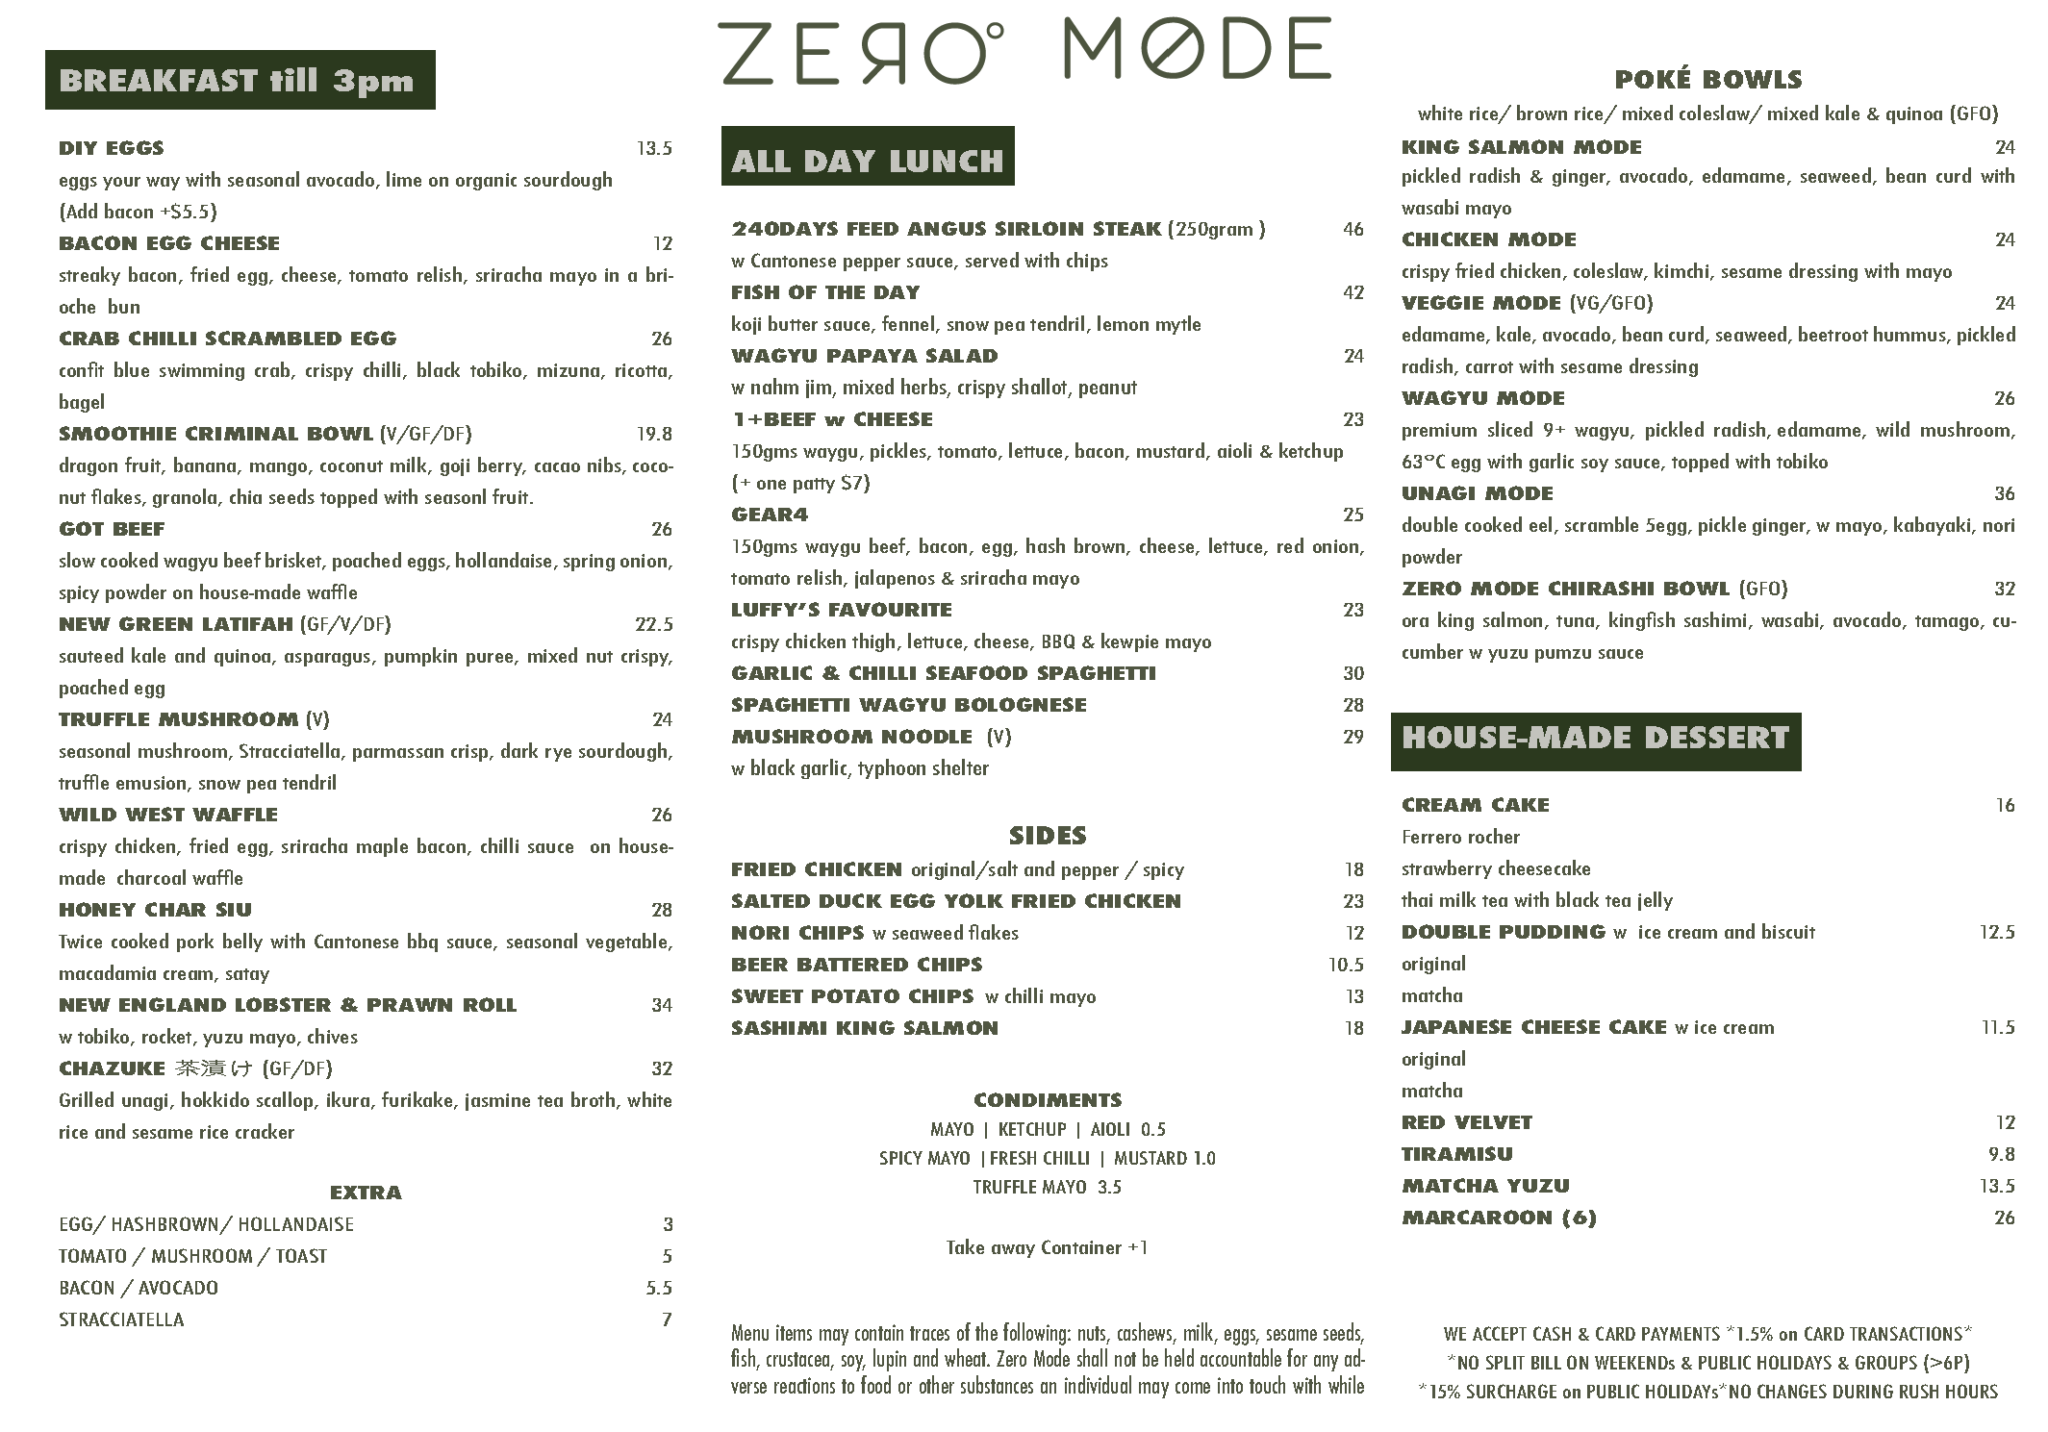 BREAKFAST till 3pm
DIY EGGS 13.5
eggs your way with seasonal avocado, lime on organic sourdough
(Add bacon +$5.5)
BACON EGG CHEESE 12
streaky bacon, fried egg, cheese, tomato relish, sriracha mayo in a bri-
oche bun
CRAB CHILLI SCRAMBLED EGG 26
confit blue swimming crab, crispy chilli, black tobiko, mizuna, ricotta,
bagel
SMOOTHIE CRIMINAL BOWL (V/GF/DF) 19.8
dragon fruit, banana, mango, coconut milk, goji berry, cacao nibs, coco-
nut flakes, granola, chia seeds topped with seasonl fruit.
GOT BEEF 26
slow cooked wagyu beef brisket, poached eggs, hollandaise, spring onion,
spicy powder on house-made waffle
NEW GREEN LATIFAH (GF/V/DF) 22.5
sauteed kale and quinoa, asparagus, pumpkin puree, mixed nut crispy,
poached egg
TRUFFLE MUSHROOM (V) 24
seasonal mushroom, Stracciatella, parmassan crisp, dark rye sourdough,
truffle emusion, snow pea tendril
WILD WEST WAFFLE 26
crispy chicken, fried egg, sriracha maple bacon, chilli sauce on house-
made charcoal waffle
HONEY CHAR SIU 28
Twice cooked pork belly with Cantonese bbq sauce, seasonal vegetable,
macadamia cream, satay
NEW ENGLAND LOBSTER & PRAWN ROLL 34
w tobiko, rocket, yuzu mayo, chives
CHAZUKE 茶漬け (GF/DF) 32
Grilled unagi, hokkido scallop, ikura, furikake, jasmine tea broth, white
rice and sesame rice cracker
EXTRA
EGG/ HASHBROWN/ HOLLANDAISE 3
TOMATO / MUSHROOM / TOAST 5
BACON / AVOCADO 5.5
STRACCIATELLA 7
ZERO° MØDE
ALL DAY LUNCH
240DAYS FEED ANGUS SIRLOIN STEAK (250gram ) 46
w Cantonese pepper sauce, served with chips
FISH OF THE DAY 42
koji butter sauce, fennel, snow pea tendril, lemon mytle
WAGYU PAPAYA SALAD 24
w nahm jim, mixed herbs, crispy shallot, peanut
1+BEEF w CHEESE 23
150gms waygu, pickles, tomato, lettuce, bacon, mustard, aioli & ketchup
(+ one patty $7)
GEAR4 25
150gms waygu beef, bacon, egg, hash brown, cheese, lettuce, red onion,
tomato relish, jalapenos & sriracha mayo
LUFFY'S FAVOURITE 23
crispy chicken thigh, lettuce, cheese, BBQ & kewpie mayo
GARLIC & CHILLI SEAFOOD SPAGHETTI 30
SPAGHETTI WAGYU BOLOGNESE 28
MUSHROOM NOODLE (V) 29
w black garlic, typhoon shelter
SIDES
FRIED CHICKEN original/salt and pepper / spicy 18
SALTED DUCK EGG YOLK FRIED CHICKEN 23
NORI CHIPS w seaweed flakes 12
BEER BATTERED CHIPS 10.5
SWEET POTATO CHIPS w chilli mayo 13
SASHIMI KING SALMON 18
CONDIMENTS
MAYO | KETCHUP | AIOLI 0.5
SPICY MAYO |FRESH CHILLI | MUSTARD 1.0
TRUFFLE MAYO 3.5
Take away Container +1
Menu items may contain traces of the following: nuts, cashews, milk, eggs, sesame seeds,
fish, crustacea, soy, lupin and wheat. Zero Mode shall not be held accountable for any ad-
verse reactions to food or other substances an individual may come into touch with while
POKÉ BOWLS
white rice/ brown rice/ mixed coleslaw/ mixed kale & quinoa (GFO)
KING SALMON MODE 24
pickled radish & ginger, avocado, edamame, seaweed, bean curd with
wasabi mayo
CHICKEN MODE 24
crispy fried chicken, coleslaw, kimchi, sesame dressing with mayo
VEGGIE MODE (VG/GFO) 24
edamame, kale, avocado, bean curd, seaweed, beetroot hummus, pickled
radish, carrot with sesame dressing
WAGYU MODE 26
premium sliced 9+ wagyu, pickled radish, edamame, wild mushroom,
63°C egg with garlic soy sauce, topped with tobiko
UNAGI MODE 36
double cooked eel, scramble 5egg, pickle ginger, w mayo, kabayaki, nori
powder
ZERO MODE CHIRASHI BOWL (GFO) 32
ora king salmon, tuna, kingfish sashimi, wasabi, avocado, tamago, cu-
cumber w yuzu pumzu sauce
HOUSE-MADE DESSERT
CREAM CAKE 16
Ferrero rocher
strawberry cheesecake
thai milk tea with black tea jelly
DOUBLE PUDDING w ice cream and biscuit 12.5
original
matcha
JAPANESE CHEESE CAKE w ice cream 11.5
original
matcha
RED VELVET 12
TIRAMISU 9.8
MATCHA YUZU 13.5
MARCAROON (6) 26
WE ACCEPT CASH & CARD PAYMENTS *1.5% on CARD TRANSACTIONS*
*NO SPLIT BILL ON WEEKENDs & PUBLIC HOLIDAYS & GROUPS (>6P)
*15% SURCHARGE on PUBLIC HOLIDAYs*NO CHANGES DURING RUSH HOURS